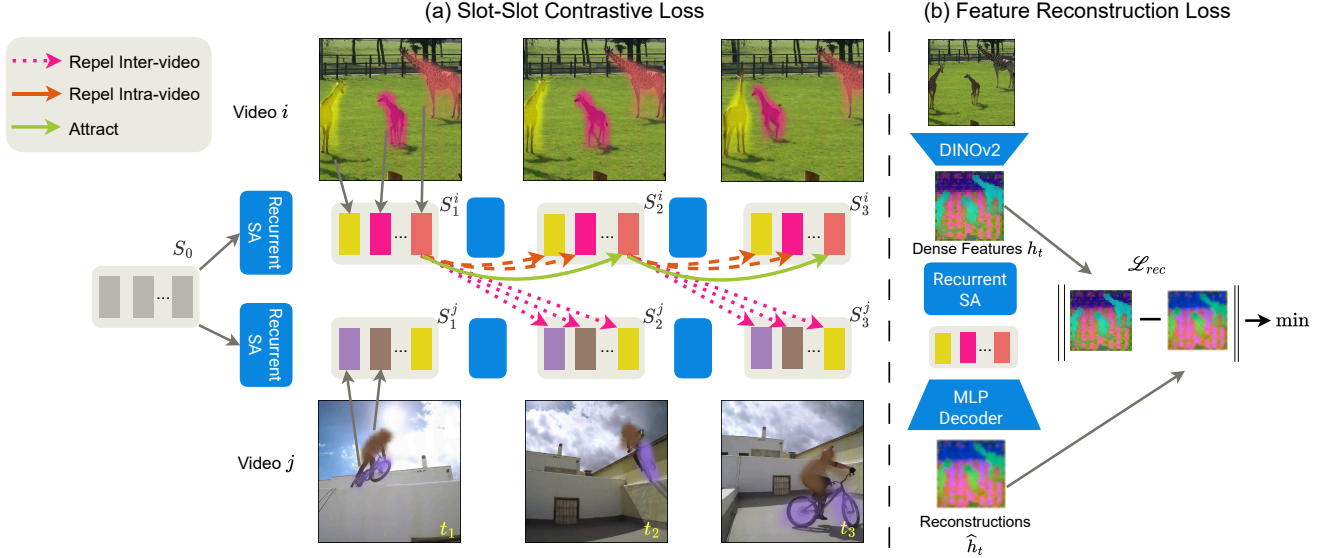 (a) Slot-Slot Contrastive Loss
(b) Feature Reconstruction Loss
Repel Inter-video
Repel Intra-video
Attract
Video i
S_0
Recurrent
SA
Recurrent
SA
S_1^i
S_2^i
S_3^i
...
...
...
...
S_1^j
S_2^j
S_3^j
...
...
...
Video j
t_1
t_2
t_3
DINOv2
Dense Features h_t
Recurrent
SA
...
MLP
Decoder
Reconstructions
\hat{h}_t
ℒ_rec
‖ − ‖ → min